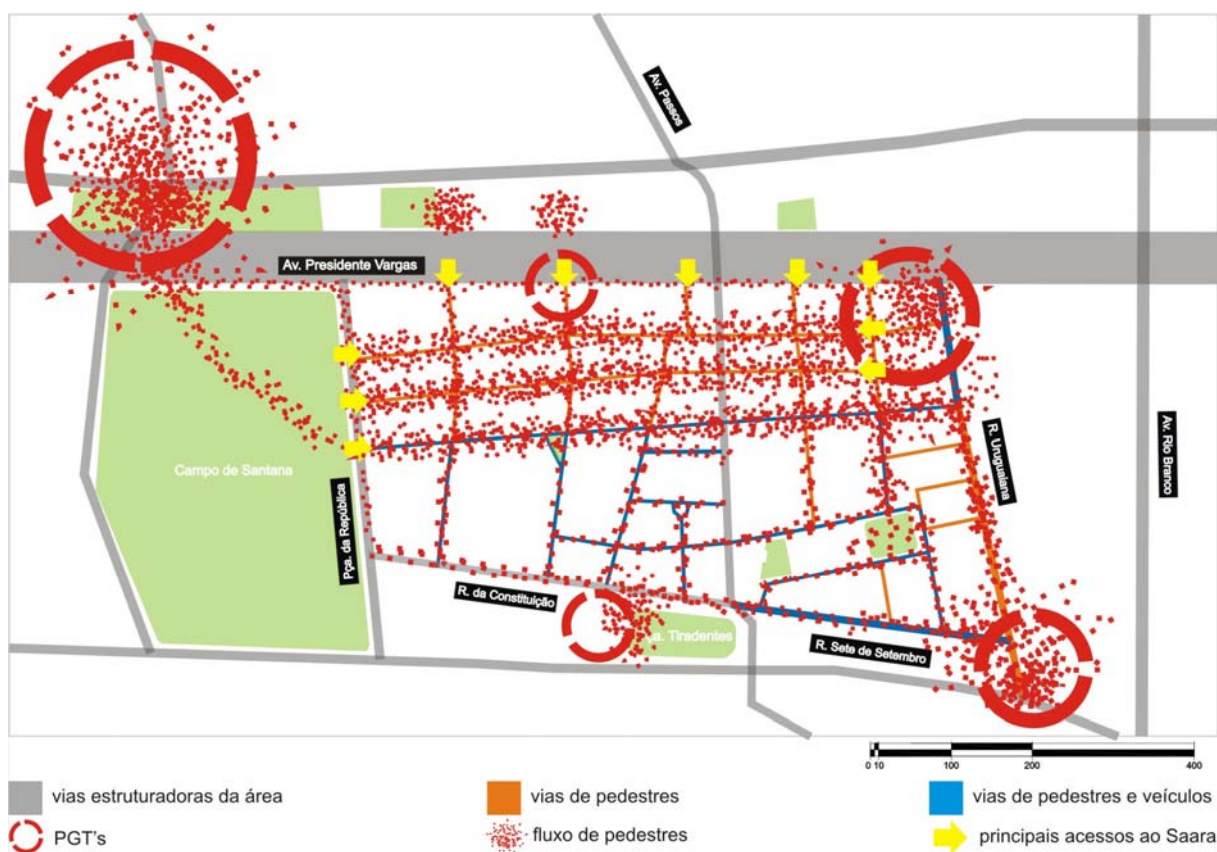 Av. Passos
Av. Presidente Vargas
Campo de Santana
Pça. da República
R. Uruguaiana
Av. Rio Branco
R. da Constituição
a. Tiradentes
R. Sete de Setembro
0 10 100 200 400
vias estruturadoras da área
vias de pedestres
vias de pedestres e veículos
PGT's
fluxo de pedestres
principais acessos ao Saara